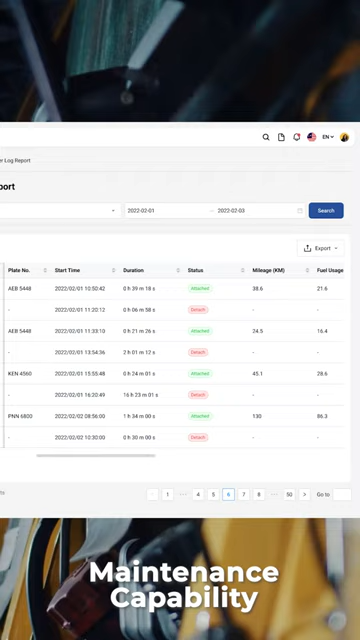 EN
er Log Report
port
2022-02-01 – 2022-02-03 Search
Export
Plate No. Start Time Duration Status Mileage (KM) Fuel Usage
AEB 5448 2022/02/01 10:50:42 0 h 39 m 18 s Attached 38.6 21.6
- 2022/02/01 11:20:12 0 h 06 m 58 s Detach - -
AEB 5448 2022/02/01 11:33:10 0 h 21 m 26 s Attached 24.5 16.4
- 2022/02/01 13:54:36 2 h 01 m 12 s Detach - -
KEN 4560 2022/02/01 15:55:48 0 h 24 m 01 s Attached 45.1 28.6
- 2022/02/01 16:20:49 16 h 23 m 01 s Detach - -
PNN 6800 2022/02/02 08:56:00 1 h 34 m 00 s Attached 130 86.3
- 2022/02/02 10:30:00 0 h 30 m 00 s Detach - -
1 ··· 4 5 6 7 8 ··· 50 > Go to
Maintenance
Capability